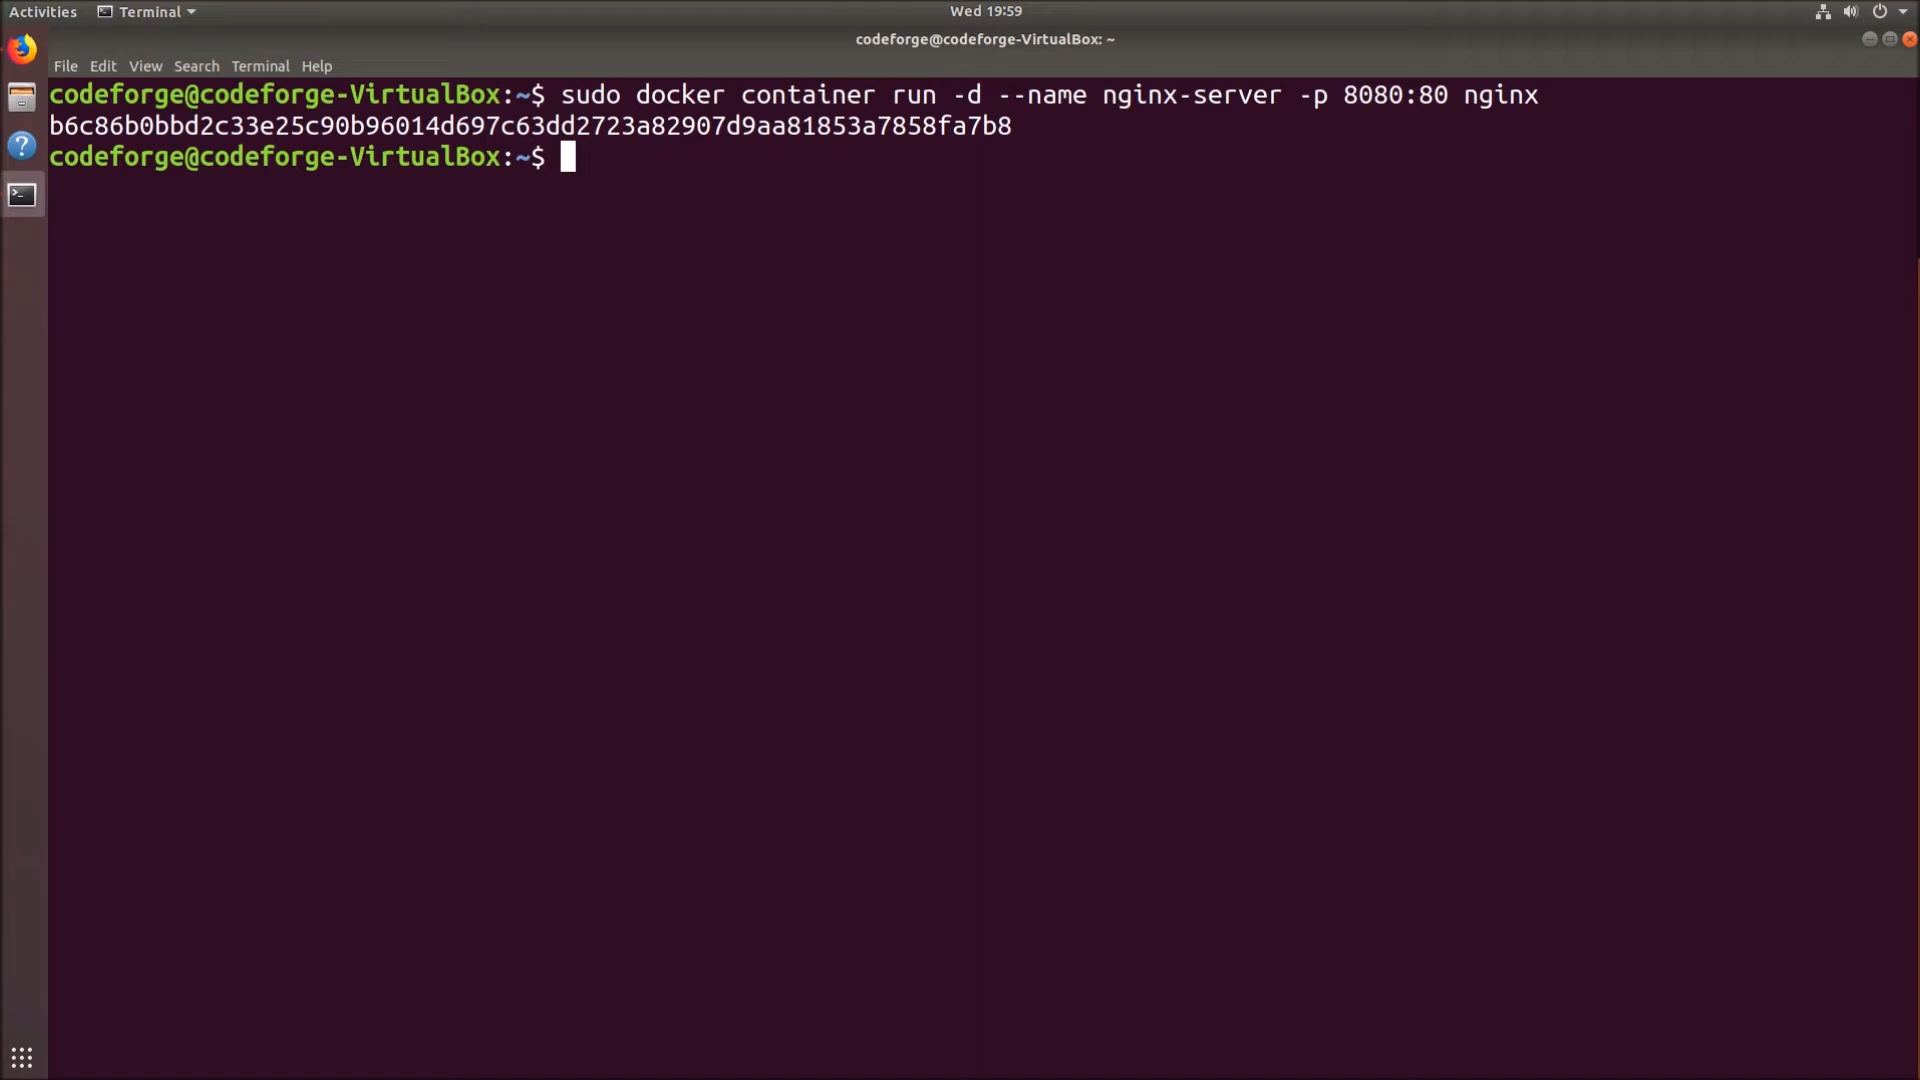 Activities Terminal Wed 19:59
codeforge@codeforge-VirtualBox: ~
File Edit View Search Terminal Help
codeforge@codeforge-VirtualBox:~$ sudo docker container run -d --name nginx-server -p 8080:80 nginx
b6c86b0bbd2c33e25c90b96014d697c63dd2723a82907d9aa81853a7858fa7b8
codeforge@codeforge-VirtualBox:~$